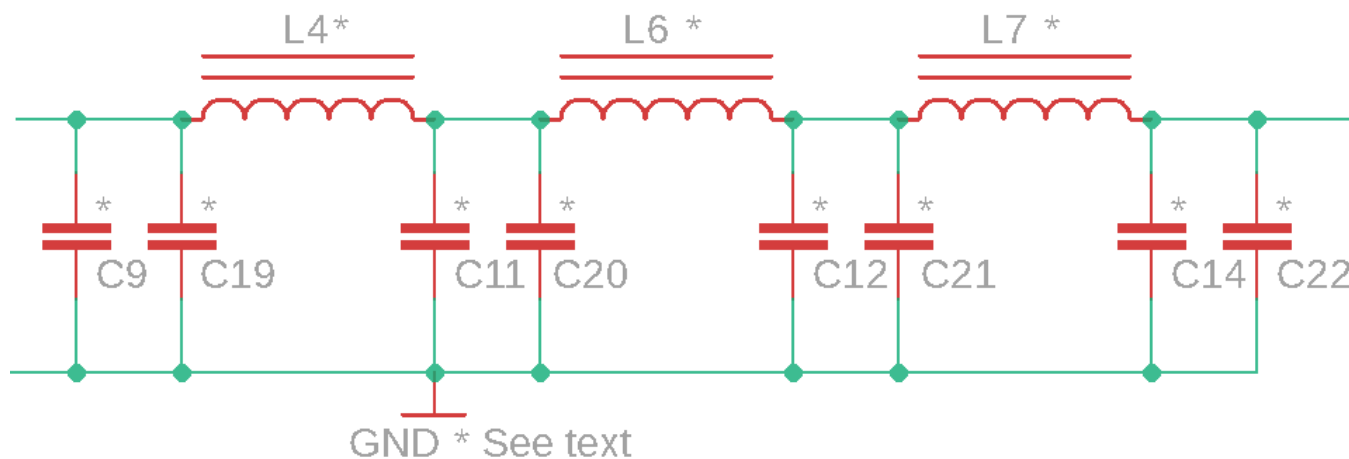 L4*
L6 *
L7 *
* * * * * * * *
C9 C19 C11 C20 C12 C21 C14 C22
GND * See text